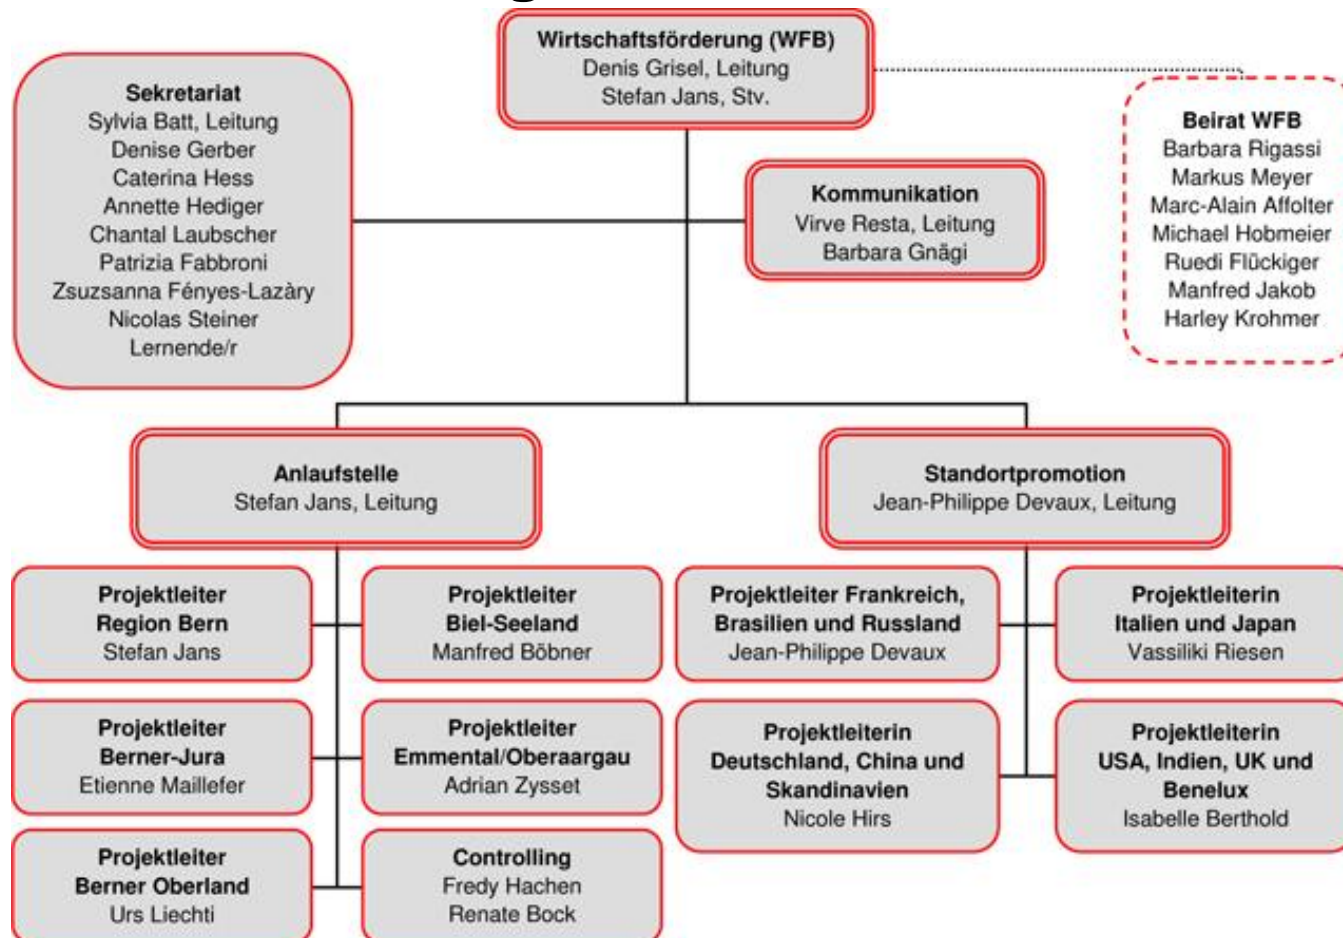 Wirtschaftsförderung (WFB)
Denis Grisel, Leitung
Stefan Jans, Stv.
Sekretariat
Sylvia Batt, Leitung
Denise Gerber
Caterina Hess
Annette Hediger
Chantal Laubscher
Patrizia Fabbroni
Zsuzsanna Fényes-Lazàry
Nicolas Steiner
Lernende/r
Kommunikation
Virve Resta, Leitung
Barbara Gnägi
Beirat WFB
Barbara Rigassi
Markus Meyer
Marc-Alain Affolter
Michael Hobmeier
Ruedi Flückiger
Manfred Jakob
Harley Krohmer
Anlaufstelle
Stefan Jans, Leitung
Standortpromotion
Jean-Philippe Devaux, Leitung
Projektleiter
Region Bern
Stefan Jans
Projektleiter
Biel-Seeland
Manfred Böbner
Projektleiter Frankreich,
Brasilien und Russland
Jean-Philippe Devaux
Projektleiterin
Italien und Japan
Vassiliki Riesen
Projektleiter
Berner-Jura
Etienne Maillefer
Projektleiter
Emmental/Oberaargau
Adrian Zysset
Projektleiterin
Deutschland, China und
Skandinavien
Nicole Hirs
Projektleiterin
USA, Indien, UK und
Benelux
Isabelle Berthold
Projektleiter
Berner Oberland
Urs Liechti
Controlling
Fredy Hachen
Renate Bock